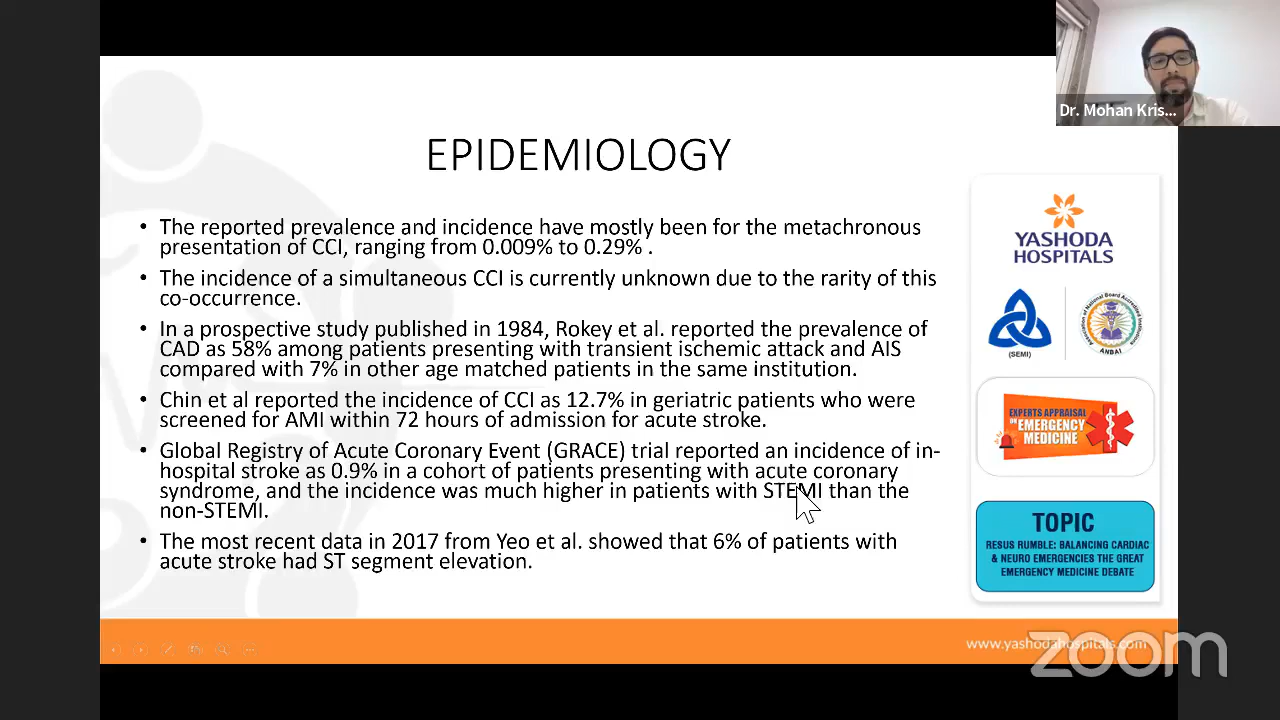 Dr. Mohan Kris...
EPIDEMIOLOGY
• The reported prevalence and incidence have mostly been for the metachronous
presentation of CCI, ranging from 0.009% to 0.29% .
• The incidence of a simultaneous CCI is currently unknown due to the rarity of this
co-occurrence.
• In a prospective study published in 1984, Rokey et al. reported the prevalence of
CAD as 58% among patients presenting with transient ischemic attack and AIS
compared with 7% in other age matched patients in the same institution.
• Chin et al reported the incidence of CCI as 12.7% in geriatric patients who were
screened for AMI within 72 hours of admission for acute stroke.
• Global Registry of Acute Coronary Event (GRACE) trial reported an incidence of in-
hospital stroke as 0.9% in a cohort of patients presenting with acute coronary
syndrome, and the incidence was much higher in patients with STEMI than the
non-STEMI.
• The most recent data in 2017 from Yeo et al. showed that 6% of patients with
acute stroke had ST segment elevation.
YASHODA
HOSPITALS
(SEMI)
Association of National Board Accredited Institutions
ANBAI
EXPERTS APPRAISAL
ON EMERGENCY
MEDICINE
TOPIC
RESUS RUMBLE: BALANCING CARDIAC
& NEURO EMERGENCIES THE GREAT
EMERGENCY MEDICINE DEBATE
www.yashodahospitals.com
zoom